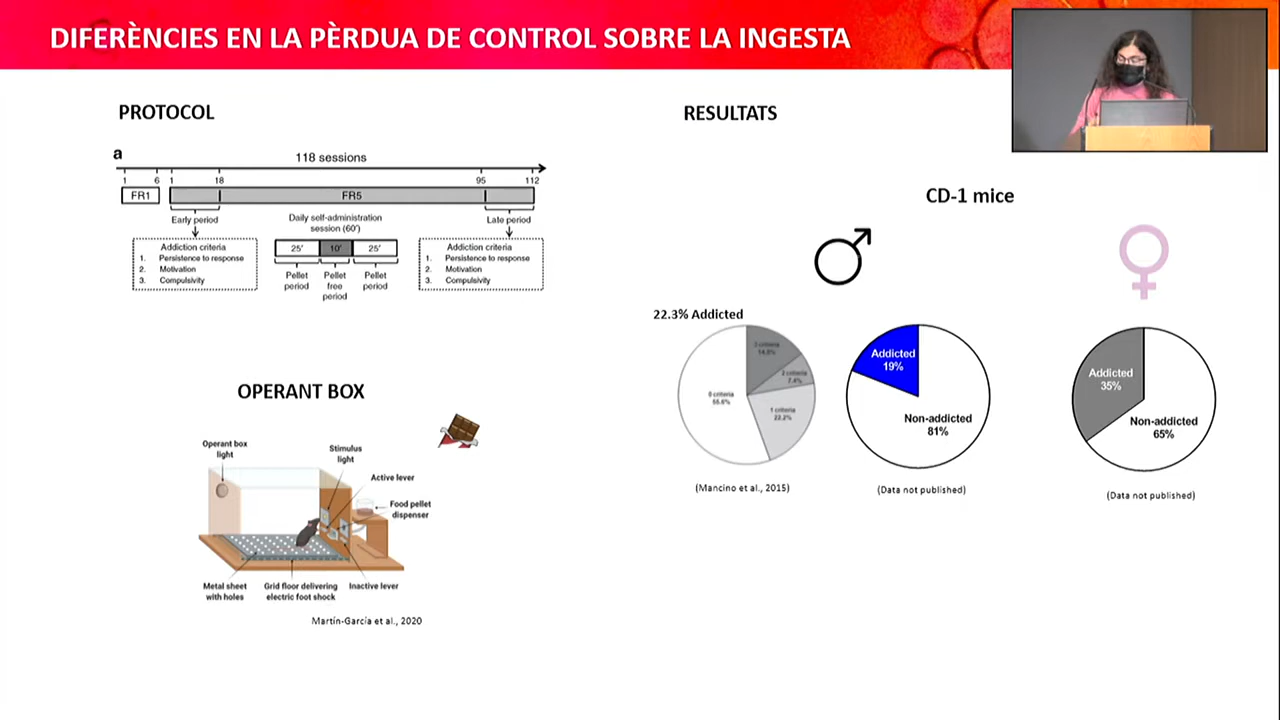 DIFERÈNCIES EN LA PÈRDUA DE CONTROL SOBRE LA INGESTA
PROTOCOL
a
118 sessions
1 6 1 18 95 112
FR1 FR5
Early period
Daily self-administration
session (60')
Late period
Addiction criteria
1. Persistence to response
2. Motivation
3. Compulsivity
25' 10' 25'
Pellet
period
Pellet
free
period
Pellet
period
Addiction criteria
1. Persistence to response
2. Motivation
3. Compulsivity
OPERANT BOX
Operant box
light
Stimulus
light
Active lever
Food pellet
dispenser
Metal sheet
with holes
Grid floor delivering
electric foot shock
Inactive lever
Martín-García et al., 2020
RESULTATS
CD-1 mice
22.3% Addicted
3 criteria
14.8%
2 criteria
7.4%
1 criteria
22.2%
0 criteria
55.6%
(Mancino et al., 2015)
Addicted
19%
Non-addicted
81%
(Data not published)
Addicted
35%
Non-addicted
65%
(Data not published)